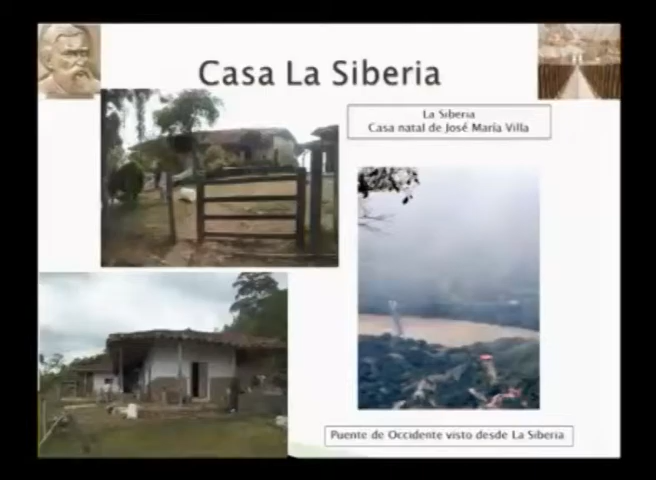 Casa La Siberia
La Siberia
Casa natal de José María Villa
Puente de Occidente visto desde La Siberia